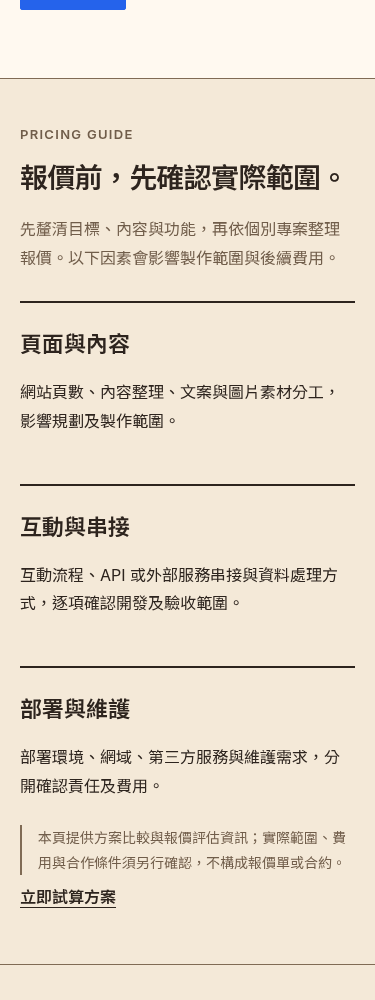 PRICING GUIDE
報價前，先確認實際範圍。
先釐清目標、內容與功能，再依個別專案整理
報價。以下因素會影響製作範圍與後續費用。
頁面與內容
網站頁數、內容整理、文案與圖片素材分工，
影響規劃及製作範圍。
互動與串接
互動流程、API 或外部服務串接與資料處理方
式，逐項確認開發及驗收範圍。
部署與維護
部署環境、網域、第三方服務與維護需求，分
開確認責任及費用。
本頁提供方案比較與報價評估資訊；實際範圍、費
用與合作條件須另行確認，不構成報價單或合約。
立即試算方案